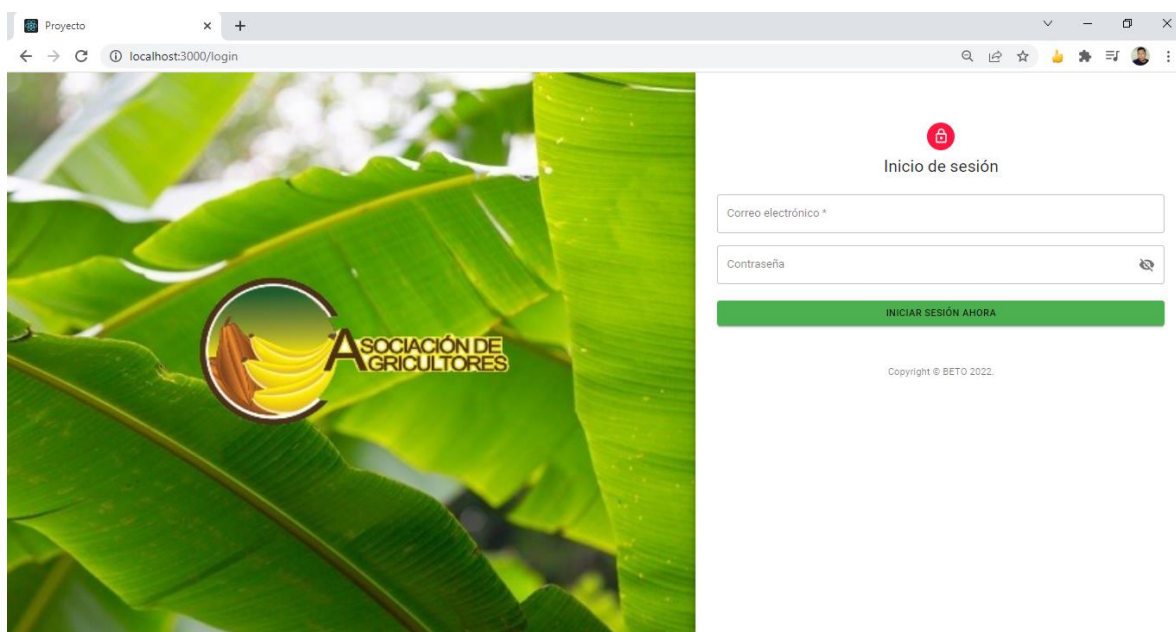 Proyecto
localhost:3000/login
Inicio de sesión
Correo electrónico *
Contraseña
INICIAR SESIÓN AHORA
Copyright © BETO 2022.
ASOCIACIÓN DE
AGRICULTORES